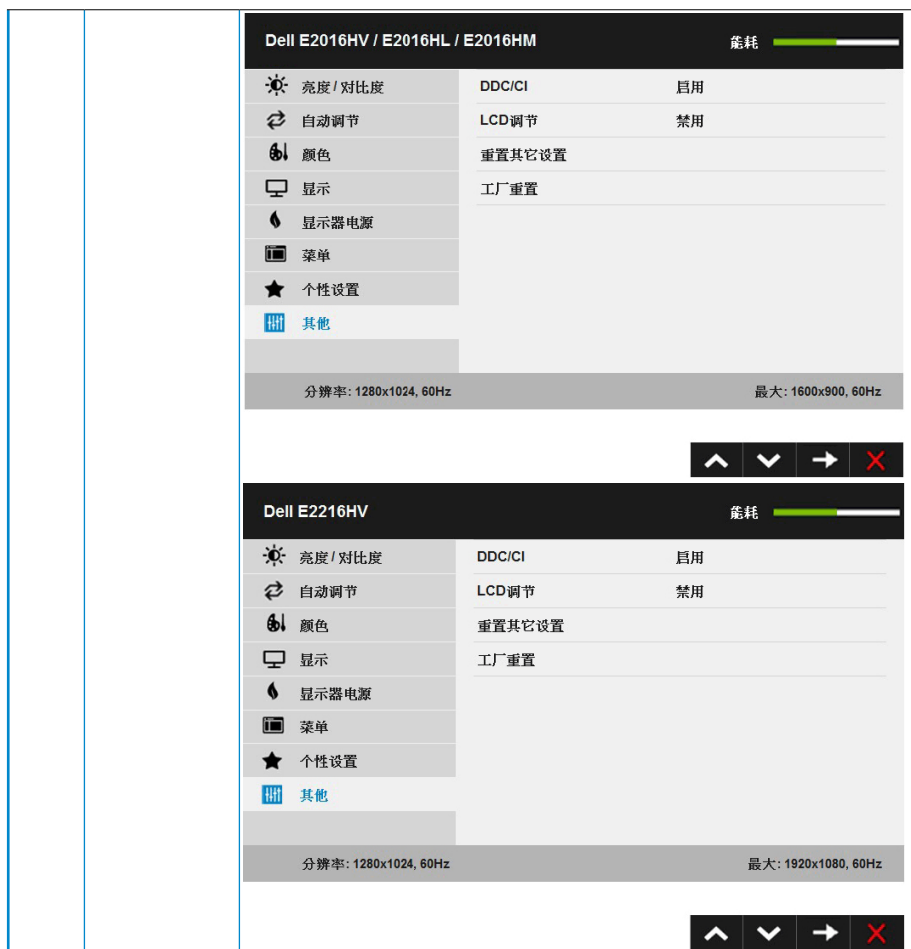 Dell E2016HV / E2016HL / E2016HM 能耗
亮度 / 对比度 DDC/CI 启用
自动调节 LCD调节 禁用
颜色 重置其它设置
显示 工厂重置
显示器电源
菜单
个性设置
其他
分辨率: 1280x1024, 60Hz 最大: 1600x900, 60Hz
Dell E2216HV 能耗
亮度 / 对比度 DDC/CI 启用
自动调节 LCD调节 禁用
颜色 重置其它设置
显示 工厂重置
显示器电源
菜单
个性设置
其他
分辨率: 1280x1024, 60Hz 最大: 1920x1080, 60Hz